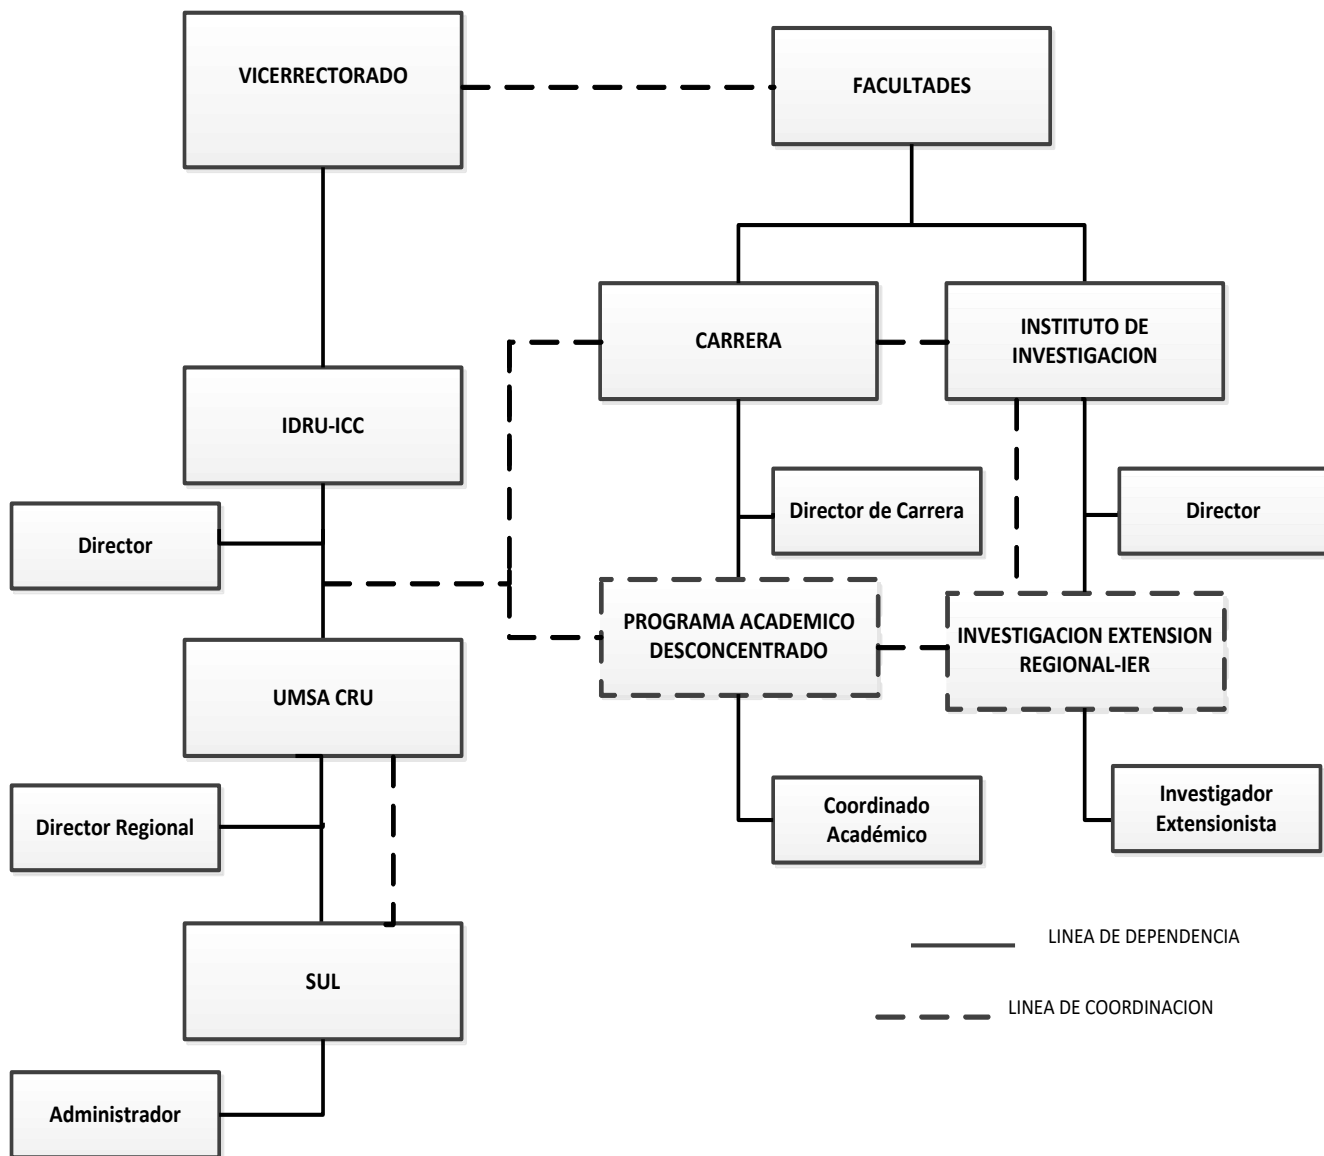 VICERRECTORADO
FACULTADES
CARRERA
INSTITUTO DE
INVESTIGACION
IDRU-ICC
Director
Director de Carrera
Director
PROGRAMA ACADEMICO
DESCONCENTRADO
INVESTIGACION EXTENSION
REGIONAL-IER
UMSA CRU
Director Regional
Coordinado
Académico
Investigador
Extensionista
SUL
LINEA DE DEPENDENCIA
LINEA DE COORDINACION
Administrador